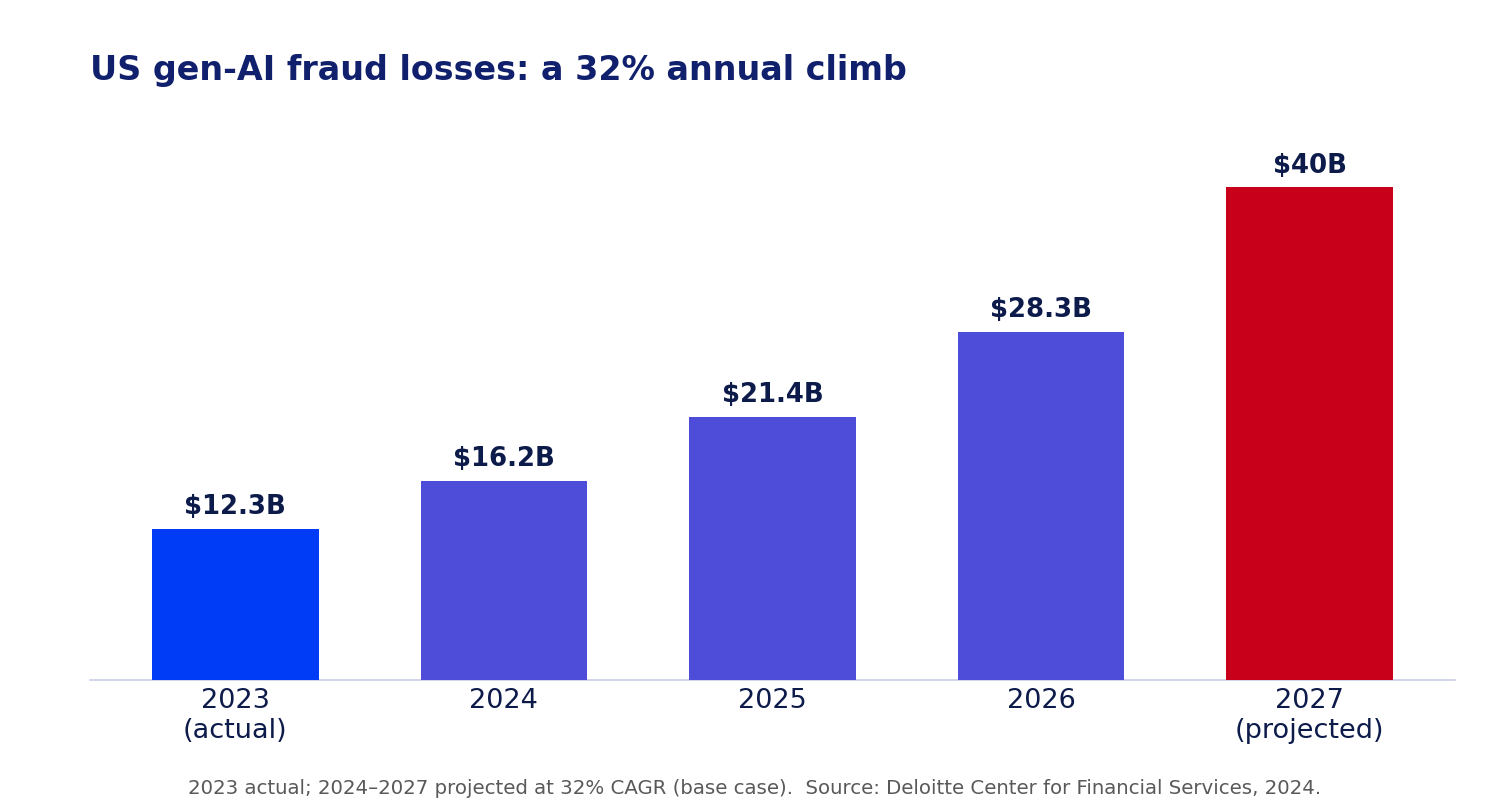 US gen-AI fraud losses: a 32% annual climb
$40B
$28.3B
$21.4B
$16.2B
$12.3B
2023 2024 2025 2026 2027
(actual) (projected)
2023 actual; 2024–2027 projected at 32% CAGR (base case).  Source: Deloitte Center for Financial Services, 2024.